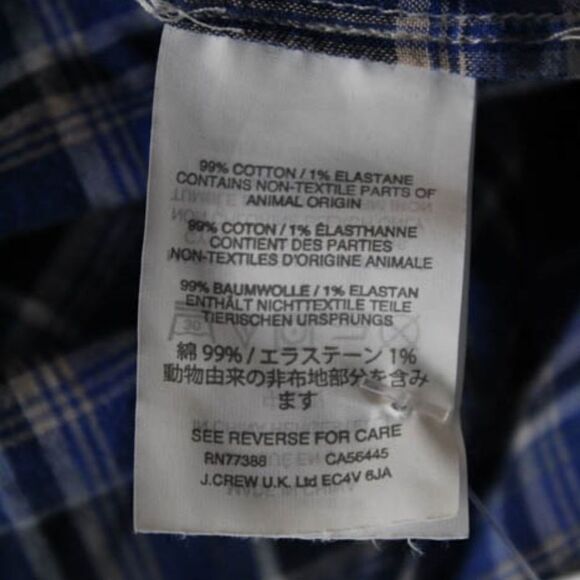 99% COTTON / 1% ELASTANE
CONTAINS NON-TEXTILE PARTS OF
ANIMAL ORIGIN
99% COTON / 1% ÉLASTHANNE
CONTIENT DES PARTIES
NON-TEXTILES D'ORIGINE ANIMALE
99% BAUMWOLLE / 1% ELASTAN
ENTHÄLT NICHTTEXTILE TEILE
TIERISCHEN URSPRUNGS
綿 99% / エラステーン 1%
動物由来の非布地部分を含み
ます
SEE REVERSE FOR CARE
RN77388 CA56445
J.CREW U.K. Ltd EC4V 6JA